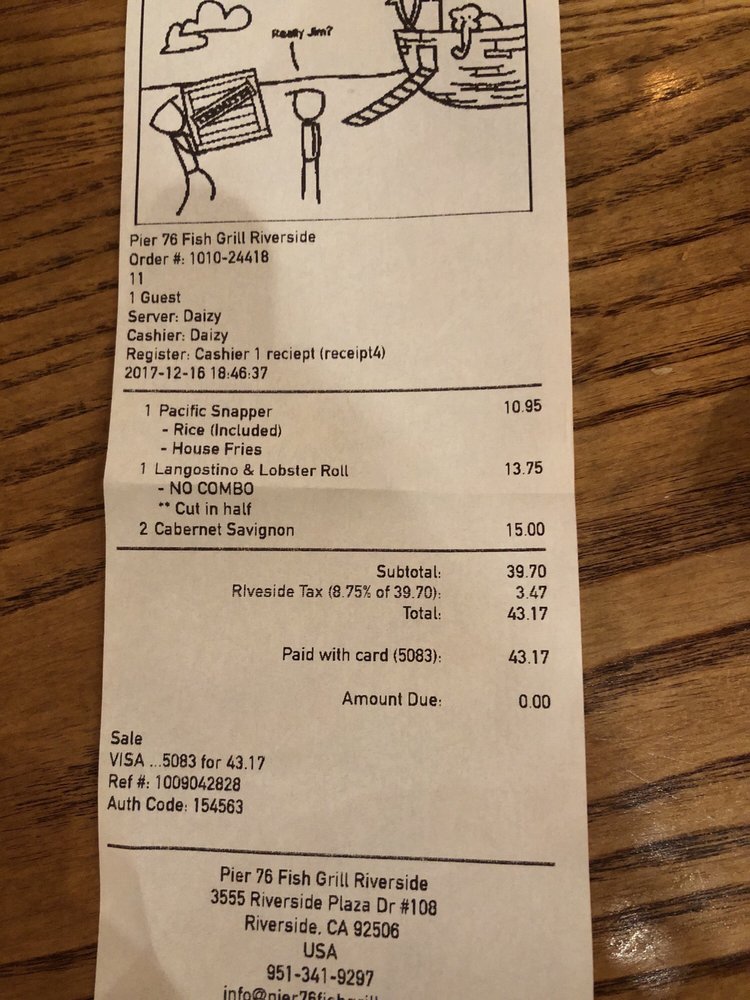 Really Jim?
TERMITES
Pier 76 Fish Grill Riverside
Order #: 1010-24418
11
1 Guest
Server: Daizy
Cashier: Daizy
Register: Cashier 1 reciept (receipt4)
2017-12-16 18:46:37
1 Pacific Snapper 10.95
- Rice (Included)
- House Fries
1 Langostino & Lobster Roll 13.75
- NO COMBO
** Cut in half
2 Cabernet Savignon 15.00
Subtotal: 39.70
RIveside Tax (8.75% of 39.70): 3.47
Total: 43.17
Paid with card (5083): 43.17
Amount Due: 0.00
Sale
VISA ...5083 for 43.17
Ref #: 1009042828
Auth Code: 154563
Pier 76 Fish Grill Riverside
3555 Riverside Plaza Dr #108
Riverside, CA 92506
USA
951-341-9297
info@pier76fishgrill